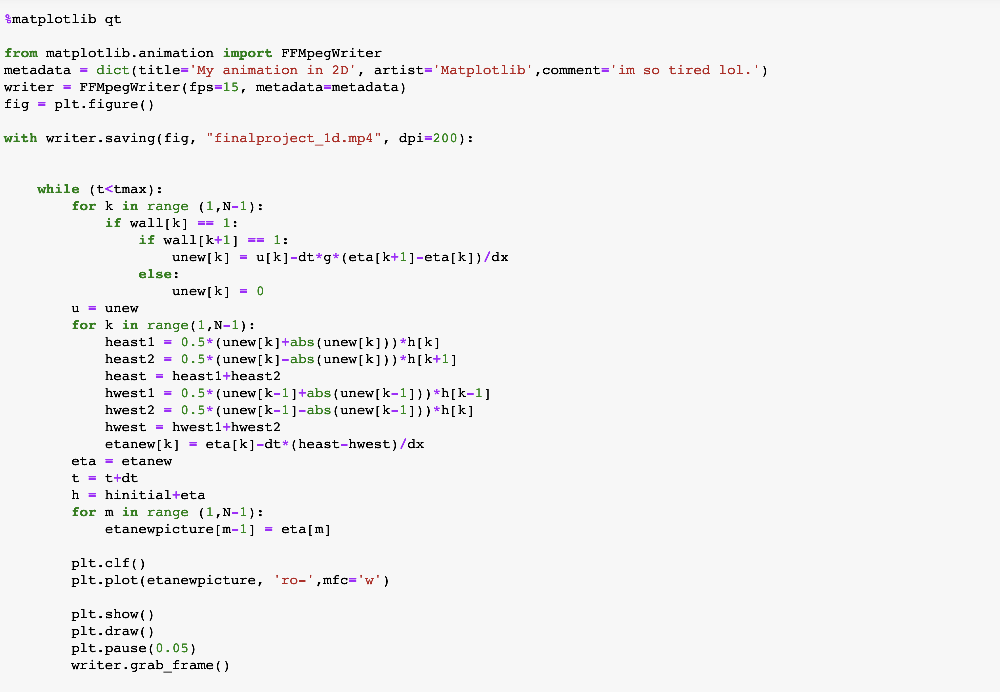 %matplotlib qt
from matplotlib.animation import FFMpegWriter
metadata = dict(title='My animation in 2D', artist='Matplotlib',comment='im so tired lol.')
writer = FFMpegWriter(fps=15, metadata=metadata)
fig = plt.figure()
with writer.saving(fig, "finalproject_1d.mp4", dpi=200):
    while (t<tmax):
        for k in range (1,N-1):
            if wall[k] == 1:
                if wall[k+1] == 1:
                    unew[k] = u[k]-dt*g*(eta[k+1]-eta[k])/dx
                else:
                    unew[k] = 0
        u = unew
        for k in range(1,N-1):
            heast1 = 0.5*(unew[k]+abs(unew[k]))*h[k]
            heast2 = 0.5*(unew[k]-abs(unew[k]))*h[k+1]
            heast = heast1+heast2
            hwest1 = 0.5*(unew[k-1]+abs(unew[k-1]))*h[k-1]
            hwest2 = 0.5*(unew[k-1]-abs(unew[k-1]))*h[k]
            hwest = hwest1+hwest2
            etanew[k] = eta[k]-dt*(heast-hwest)/dx
        eta = etanew
        t = t+dt
        h = hinitial+eta
        for m in range (1,N-1):
            etanewpicture[m-1] = eta[m]
        plt.clf()
        plt.plot(etanewpicture, 'ro-',mfc='w')
        plt.show()
        plt.draw()
        plt.pause(0.05)
        writer.grab_frame()